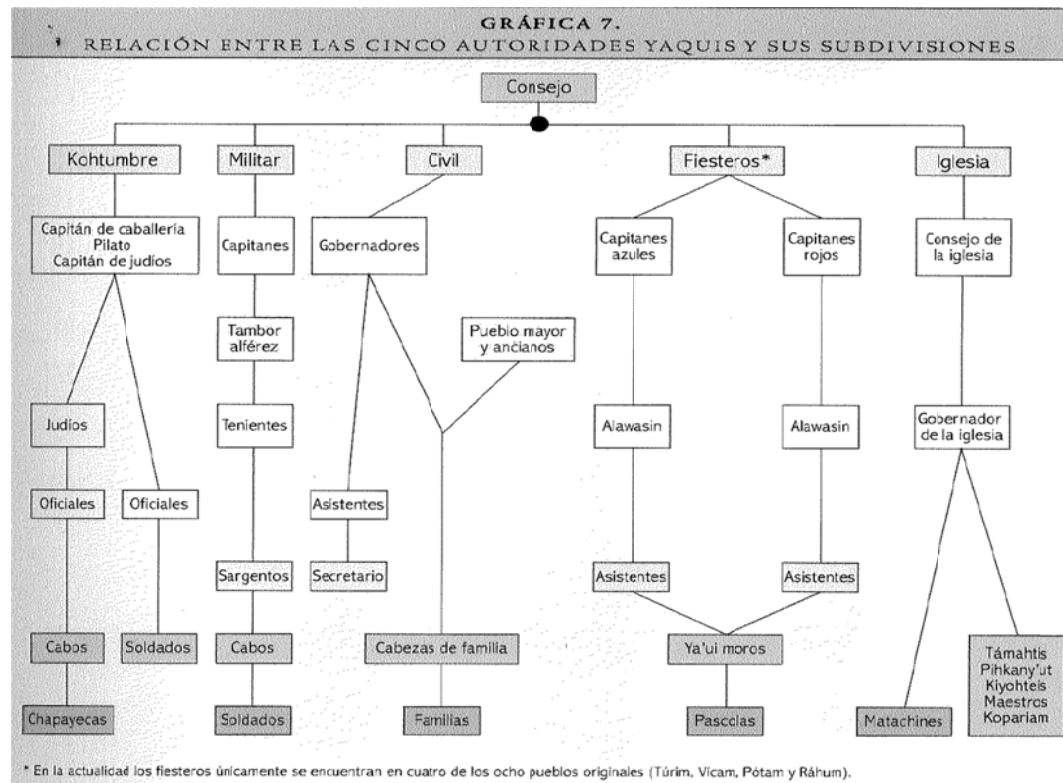 GRÁFICA 7.
RELACIÓN ENTRE LAS CINCO AUTORIDADES YAQUIS Y SUS SUBDIVISIONES
Consejo
Kohtumbre
Militar
Civil
Fiesteros*
Iglesia
Capitán de caballería
Pilato
Capitán de judíos
Capitanes
Gobernadores
Capitanes
azules
Capitanes
rojos
Consejo de
la iglesia
Tambor
alférez
Pueblo mayor
y ancianos
Judíos
Tenientes
Alawasin
Alawasin
Gobernador
de la iglesia
Oficiales
Oficiales
Asistentes
Sargentos
Secretario
Asistentes
Asistentes
Cabos
Soldados
Cabos
Cabezas de familia
Ya'ui moros
Támahtis
Pihkany'ut
Kiyohteis
Maestros
Kopariam
Chapayecas
Soldados
Familias
Pascolas
Matachines
* En la actualidad los fiesteros únicamente se encuentran en cuatro de los ocho pueblos originales (Túrim, Vícam, Pótam y Ráhum).